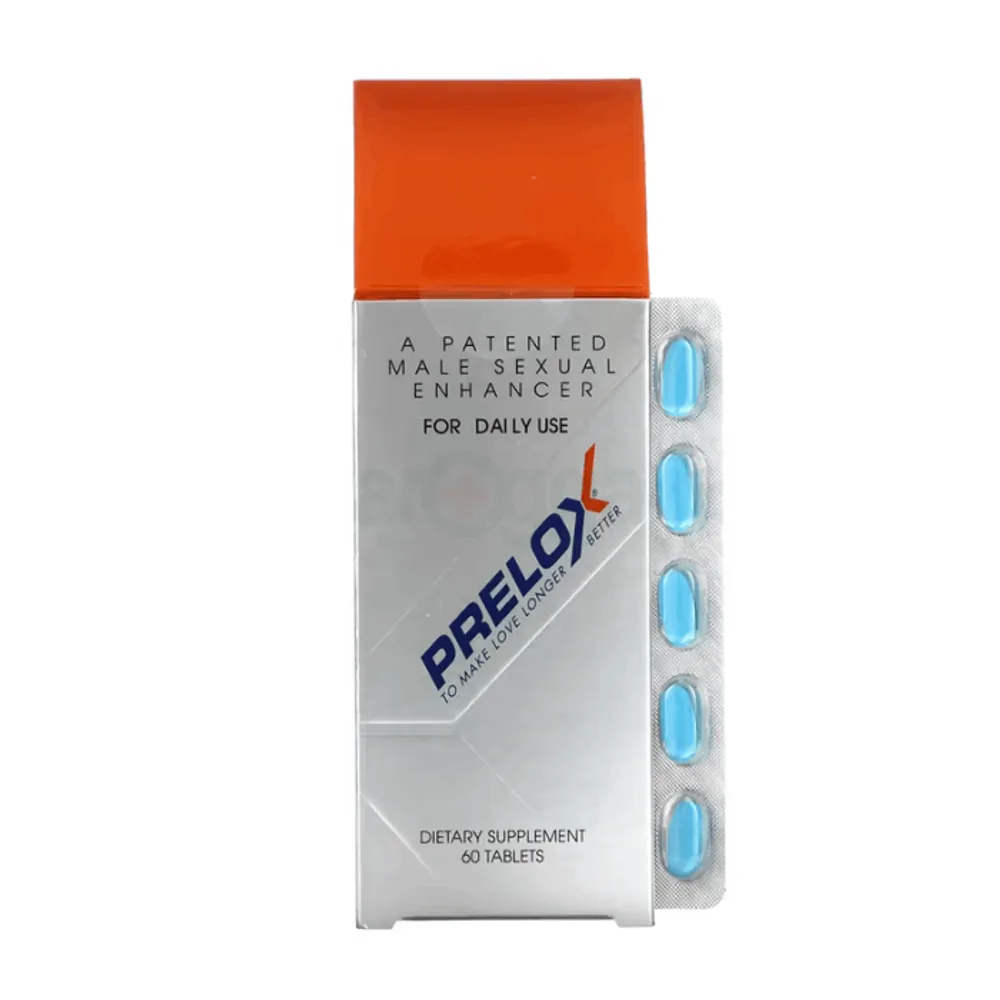 A PATENTED
MALE SEXUAL
ENHANCER
FOR DAILY USE
PRELOX®
TO MAKE LOVE LONGER BETTER
DIETARY SUPPLEMENT
60 TABLETS